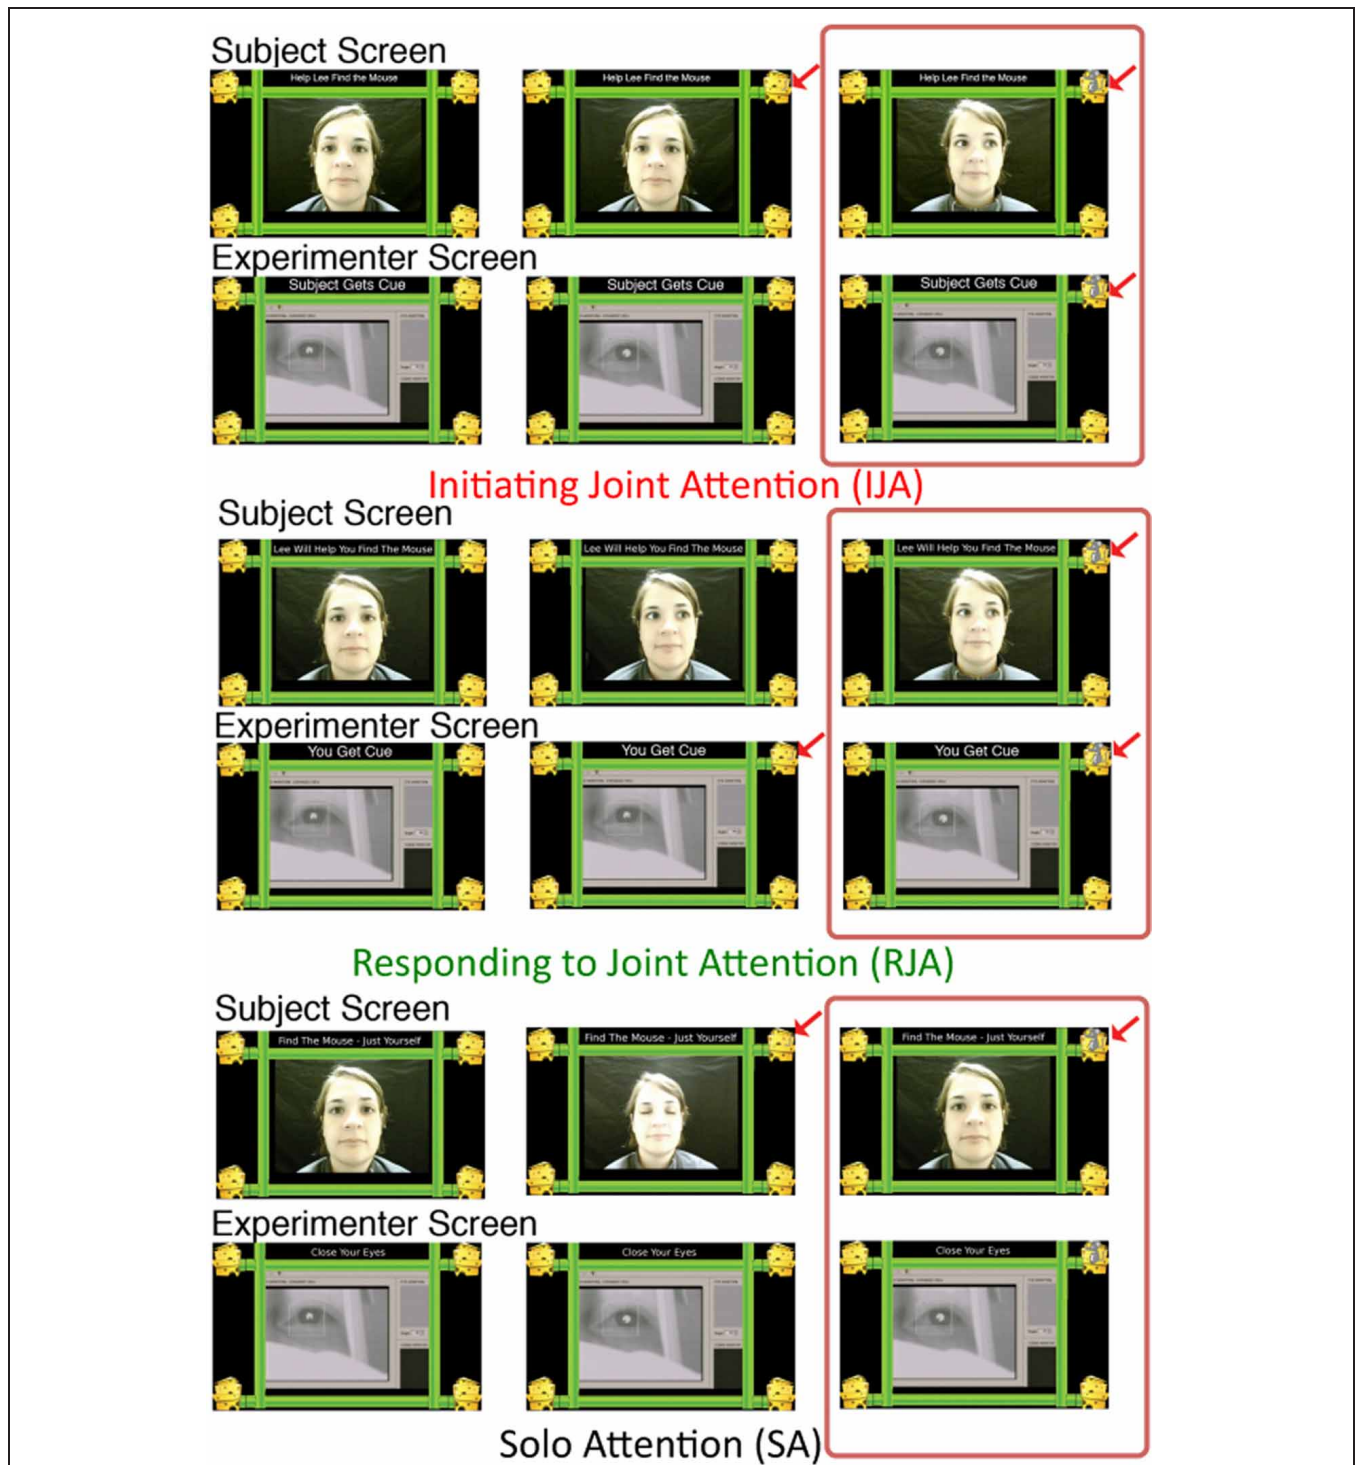 Subject Screen
Help Lee Find the Mouse
Help Lee Find the Mouse
Help Lee Find the Mouse
Experimenter Screen
Subject Gets Cue
Subject Gets Cue
Subject Gets Cue
Initiating Joint Attention (IJA)
Subject Screen
Lee Will Help You Find The Mouse
Lee Will Help You Find The Mouse
Lee Will Help You Find The Mouse
Experimenter Screen
You Get Cue
You Get Cue
You Get Cue
Responding to Joint Attention (RJA)
Subject Screen
Find The Mouse - Just Yourself
Find The Mouse - Just Yourself
Find The Mouse - Just Yourself
Experimenter Screen
Close Your Eyes
Close Your Eyes
Close Your Eyes
Solo Attention (SA)